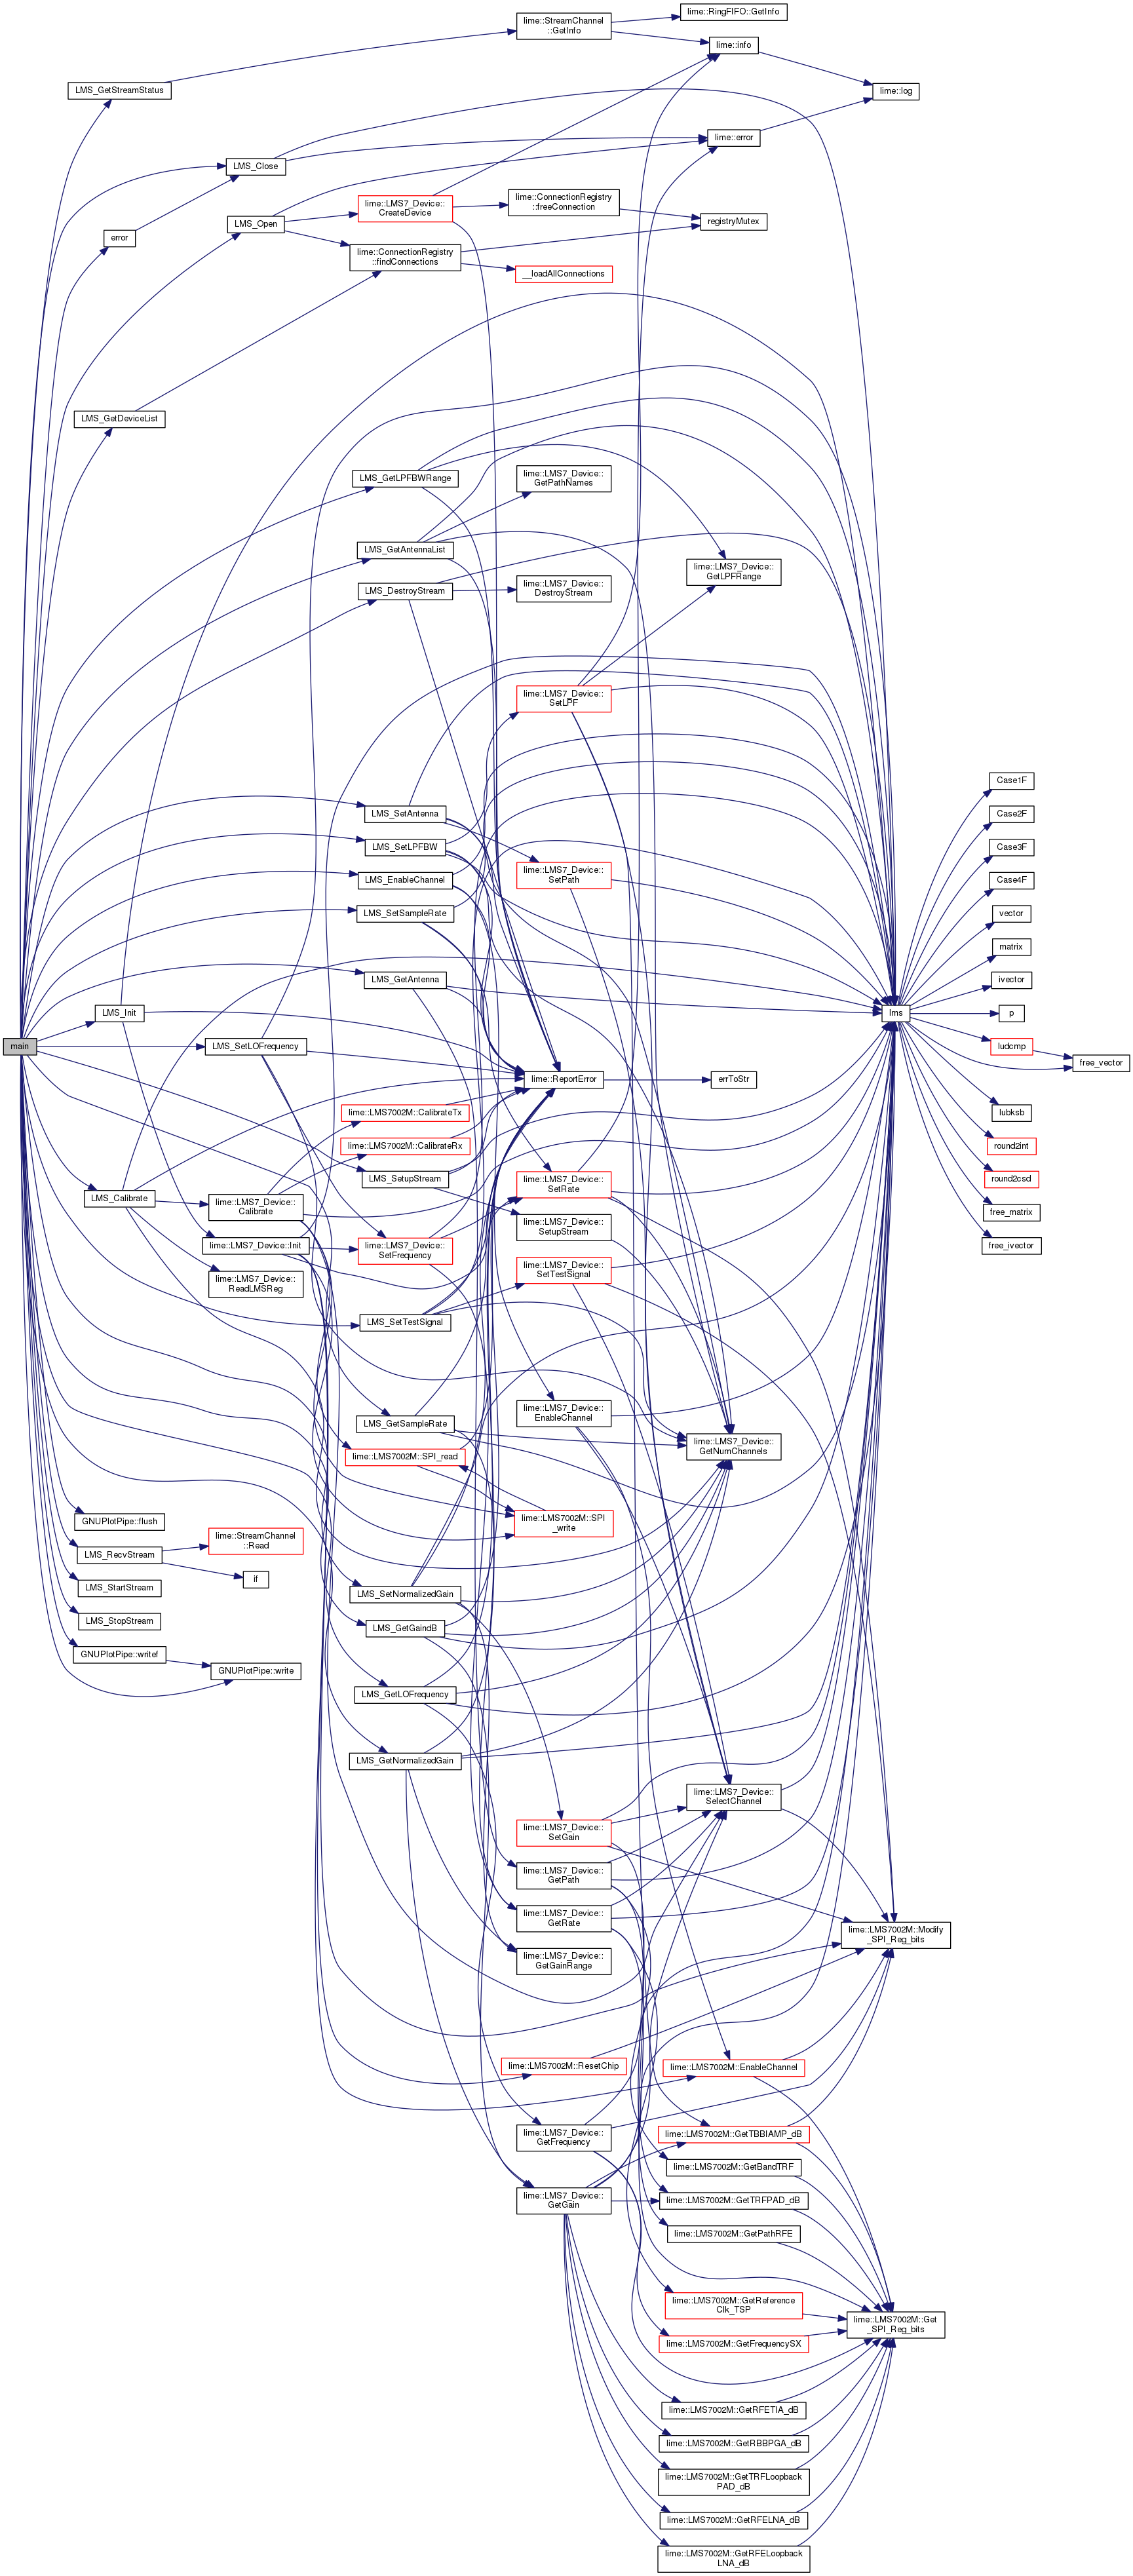 lime::StreamChannel
::GetInfo
lime::RingFIFO::GetInfo
lime::info
LMS_GetStreamStatus
lime::log
lime::error
LMS_Close
lime::LMS7_Device::
CreateDevice
lime::ConnectionRegistry
::freeConnection
registryMutex
LMS_Open
error
lime::ConnectionRegistry
::findConnections
__loadAllConnections
LMS_GetDeviceList
LMS_GetLPFBWRange
lime::LMS7_Device::
GetPathNames
LMS_GetAntennaList
lime::LMS7_Device::
GetLPFRange
LMS_DestroyStream
lime::LMS7_Device::
DestroyStream
lime::LMS7_Device::
SetLPF
Case1F
LMS_SetAntenna
Case2F
LMS_SetLPFBW
Case3F
LMS_EnableChannel
lime::LMS7_Device::
SetPath
Case4F
LMS_SetSampleRate
vector
matrix
LMS_GetAntenna
ivector
LMS_Init
lms
p
main
LMS_SetLOFrequency
ludcmp
free_vector
lime::ReportError
errToStr
lime::LMS7002M::CalibrateTx
lubksb
lime::LMS7002M::CalibrateRx
round2int
LMS_SetupStream
lime::LMS7_Device::
SetRate
round2csd
LMS_Calibrate
lime::LMS7_Device::
Calibrate
free_matrix
lime::LMS7_Device::
SetupStream
lime::LMS7_Device::Init
lime::LMS7_Device::
SetFrequency
free_ivector
lime::LMS7_Device::
ReadLMSReg
lime::LMS7_Device::
SetTestSignal
LMS_SetTestSignal
LMS_GetSampleRate
lime::LMS7_Device::
EnableChannel
lime::LMS7_Device::
GetNumChannels
lime::LMS7002M::SPI_read
GNUPlotPipe::flush
lime::LMS7002M::SPI
_write
LMS_RecvStream
lime::StreamChannel
::Read
if
LMS_StartStream
LMS_SetNormalizedGain
LMS_StopStream
LMS_GetGaindB
GNUPlotPipe::writef
GNUPlotPipe::write
LMS_GetLOFrequency
LMS_GetNormalizedGain
lime::LMS7_Device::
SelectChannel
lime::LMS7_Device::
SetGain
lime::LMS7_Device::
GetPath
lime::LMS7_Device::
GetRate
lime::LMS7002M::Modify
_SPI_Reg_bits
lime::LMS7_Device::
GetGainRange
lime::LMS7002M::ResetChip
lime::LMS7002M::EnableChannel
lime::LMS7_Device::
GetFrequency
lime::LMS7002M::GetTBBIAMP_dB
lime::LMS7002M::GetBandTRF
lime::LMS7_Device::
GetGain
lime::LMS7002M::GetTRFPAD_dB
lime::LMS7002M::GetPathRFE
lime::LMS7002M::GetReference
Clk_TSP
lime::LMS7002M::Get
_SPI_Reg_bits
lime::LMS7002M::GetFrequencySX
lime::LMS7002M::GetRFETIA_dB
lime::LMS7002M::GetRBBPGA_dB
lime::LMS7002M::GetTRFLoopback
PAD_dB
lime::LMS7002M::GetRFELNA_dB
lime::LMS7002M::GetRFELoopback
LNA_dB